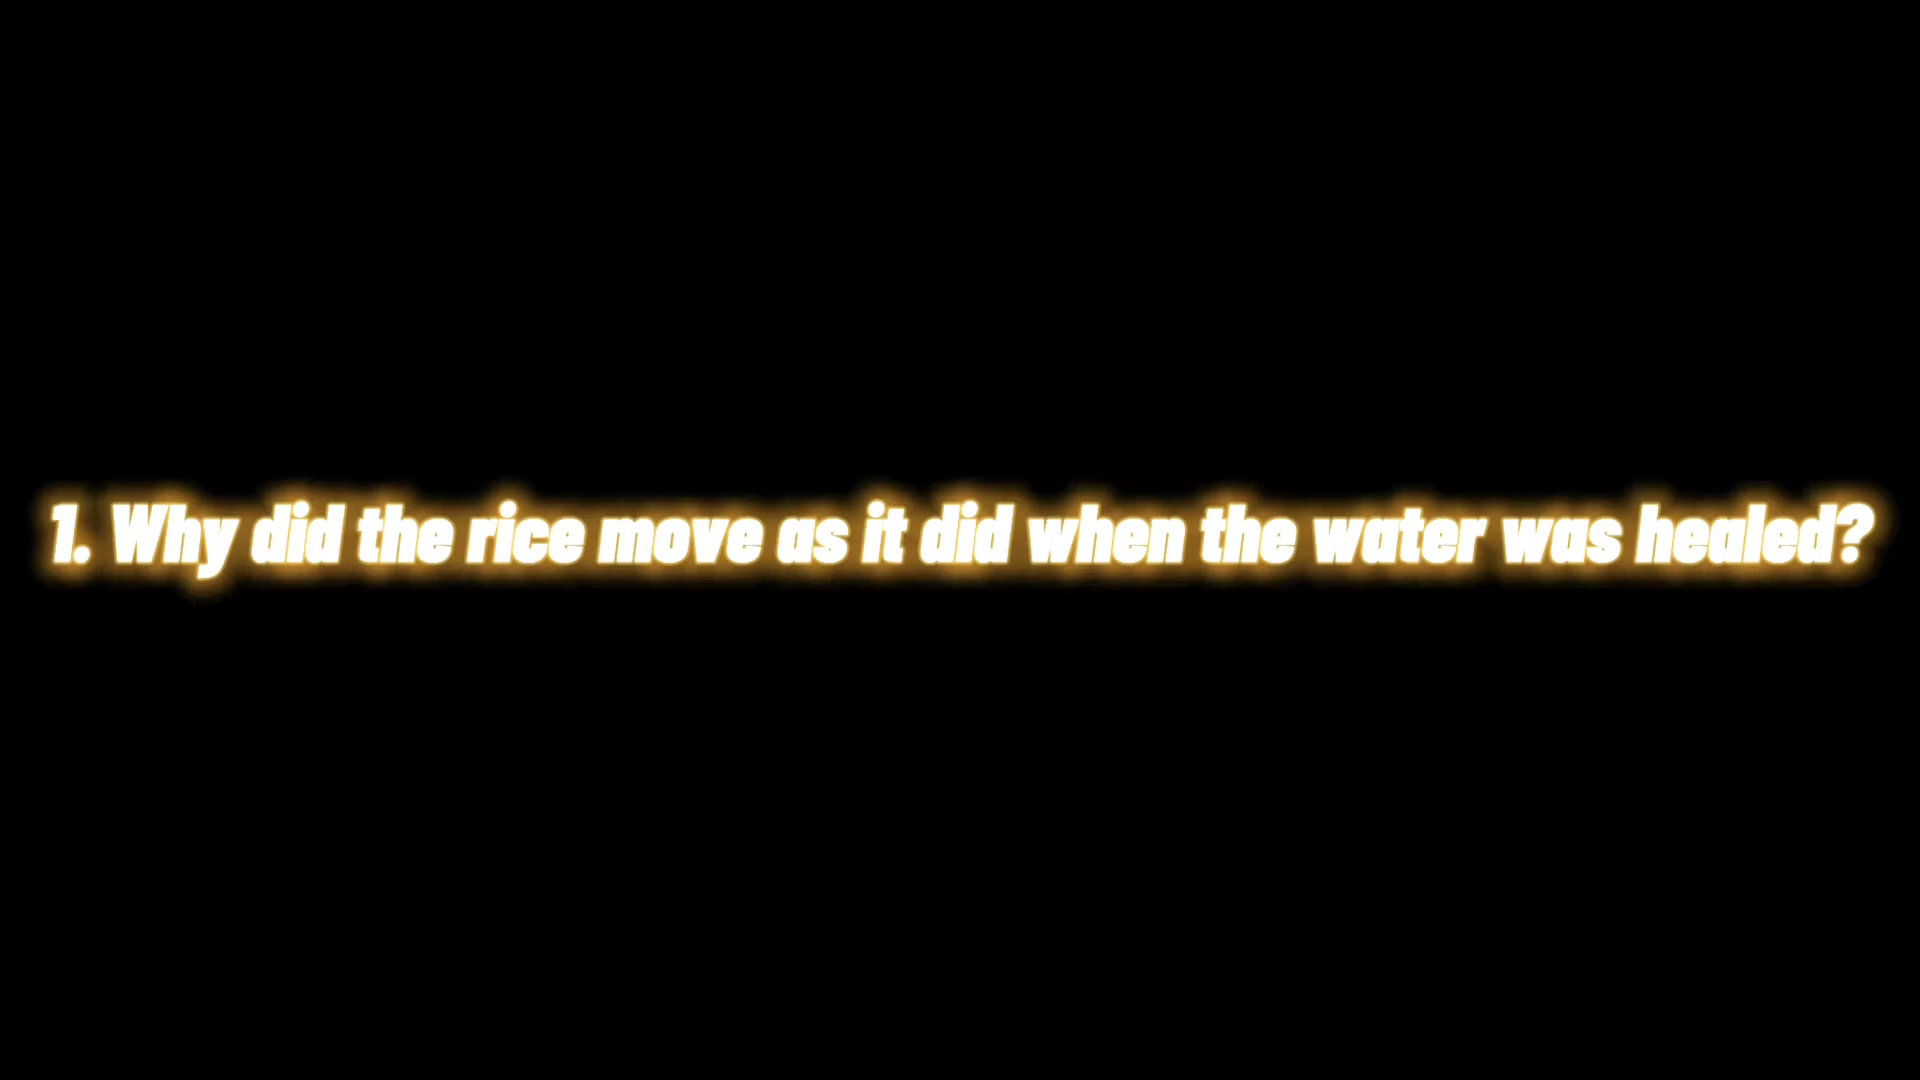 1. Why did the rice move as it did when the water was healed?